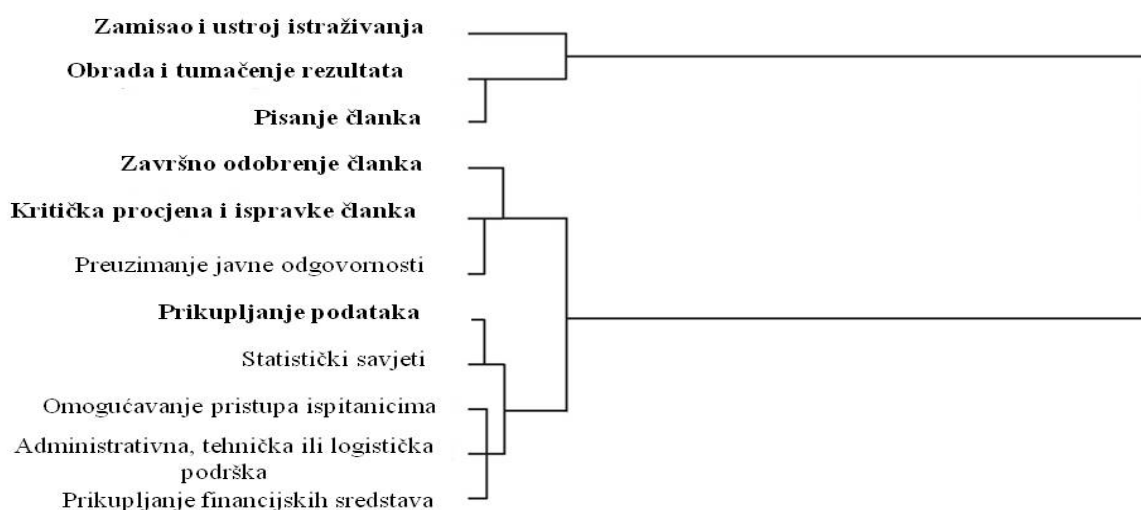 Zamisao i ustroj istraživanja
Obrada i tumačenje rezultata
Pisanje članka
Završno odobrenje članka
Kritička procjena i ispravke članka
Preuzimanje javne odgovornosti
Prikupljanje podataka
Statistički savjeti
Omogućavanje pristupa ispitanicima
Administrativna, tehnička ili logistička
podrška
Prikupljanje financijskih sredstava